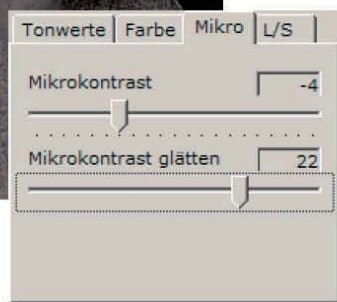 Tonwerte Farbe Mikro L/S
Mikrokontrast -4
Mikrokontrast glätten 22